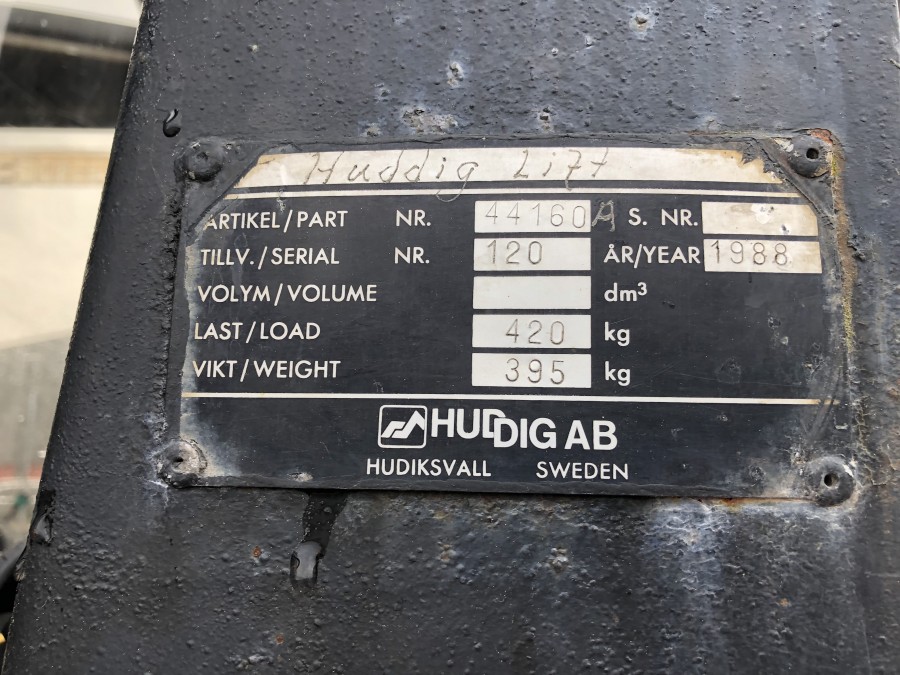 Huddig Lift
ARTIKEL/PART NR. 44160A S. NR.
TILLV./SERIAL NR. 120 ÅR/YEAR 1988
VOLYM/VOLUME dm³
LAST/LOAD 420 kg
VIKT/WEIGHT 395 kg
HUDDIG AB
HUDIKSVALL SWEDEN